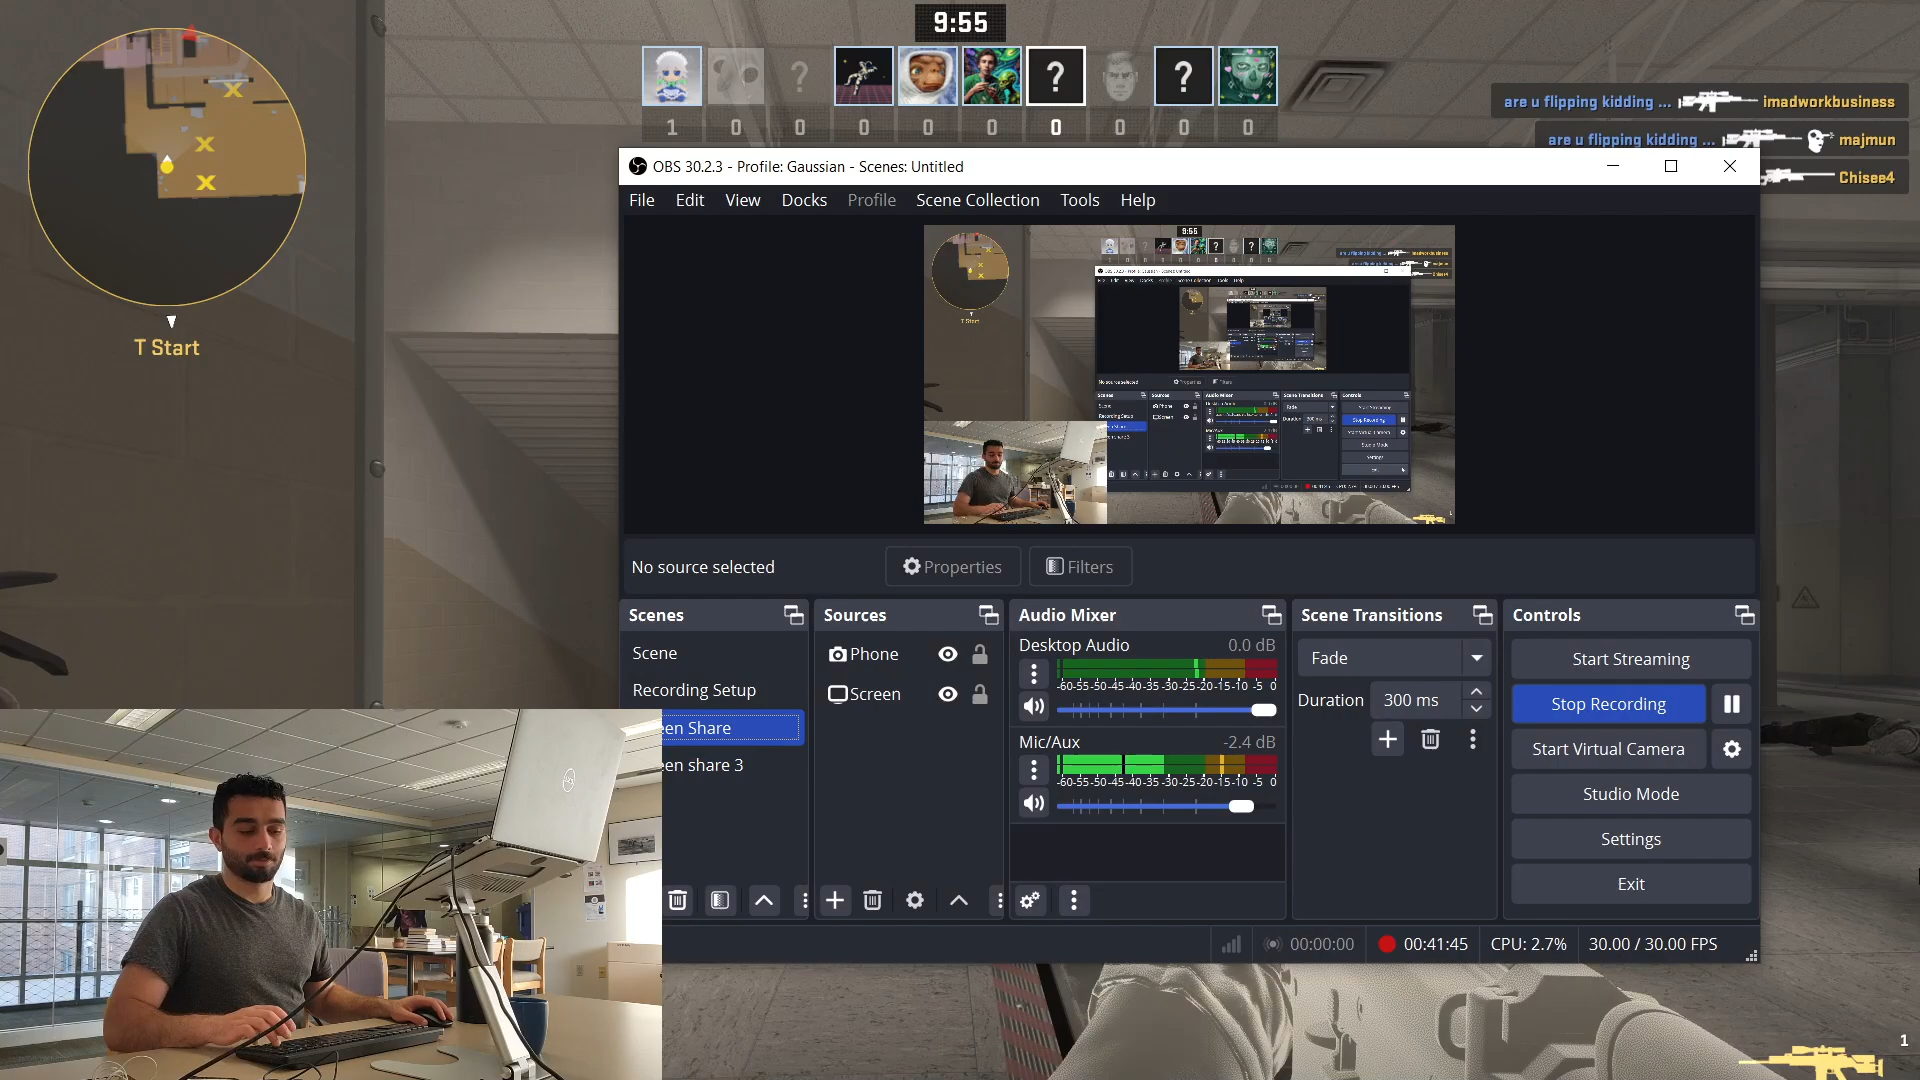 9:55
? ? ?
1 0 0 0 0 0 0 0 0 0
are u flipping kidding ... imadworkbusiness
are u flipping kidding ... majmun
Chisee4
T Start
OBS 30.2.3 - Profile: Gaussian - Scenes: Untitled
File Edit View Docks Profile Scene Collection Tools Help
9:55
T Start
No source selected Properties Filters
Scenes
Scene
Recording Setup
een Share
een share 3
Sources
Phone
Screen
Audio Mixer
Desktop Audio 0.0 dB
-60 -55 -50 -45 -40 -35 -30 -25 -20 -15 -10 -5 0
Mic/Aux -2.4 dB
-60 -55 -50 -45 -40 -35 -30 -25 -20 -15 -10 -5 0
Scene Transitions
Fade
Duration 300 ms
Controls
Start Streaming
Stop Recording
Start Virtual Camera
Studio Mode
Settings
Exit
00:00:00 00:41:45 CPU: 2.7% 30.00 / 30.00 FPS
1